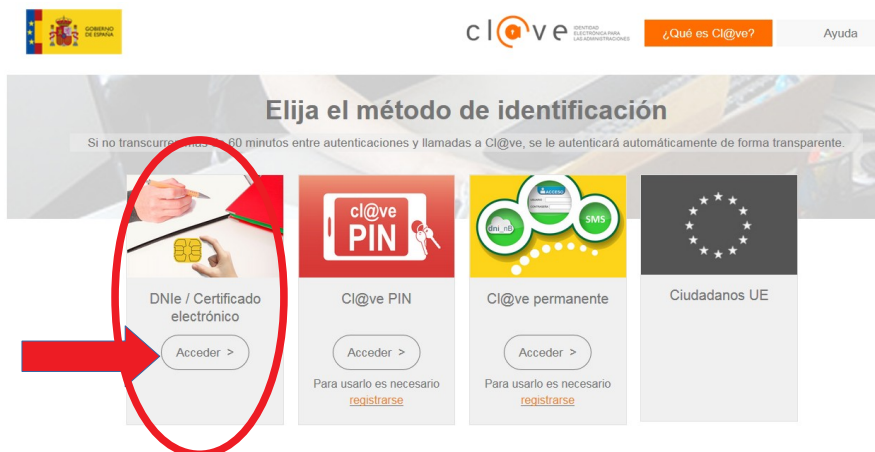 GOBIERNO
DE ESPAÑA
cl@ve
IDENTIDAD
ELECTRÓNICA PARA
LAS ADMINISTRACIONES
¿Qué es Cl@ve?
Ayuda
Elija el método de identificación
Si no transcurren más de 60 minutos entre autenticaciones y llamadas a Cl@ve, se le autenticará automáticamente de forma transparente.
cl@ve
PIN
ACCESO
dni_nB
SMS
DNIe / Certificado
electrónico
Acceder >
Cl@ve PIN
Acceder >
Para usarlo es necesario
registrarse
Cl@ve permanente
Acceder >
Para usarlo es necesario
registrarse
Ciudadanos UE